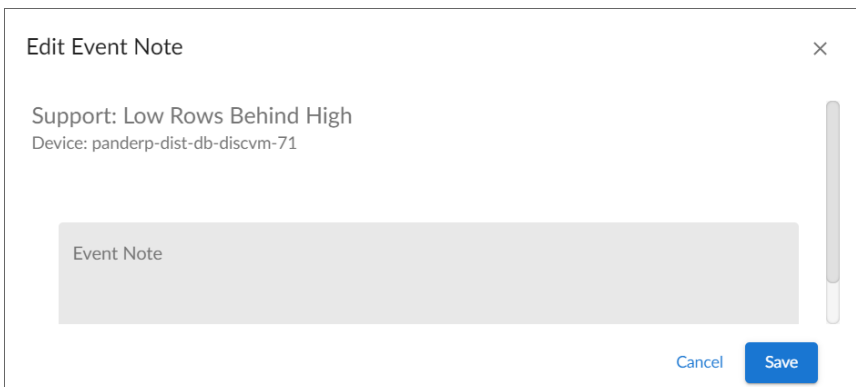 Edit Event Note
Support: Low Rows Behind High
Device: panderp-dist-db-discvm-71
Event Note
Cancel Save